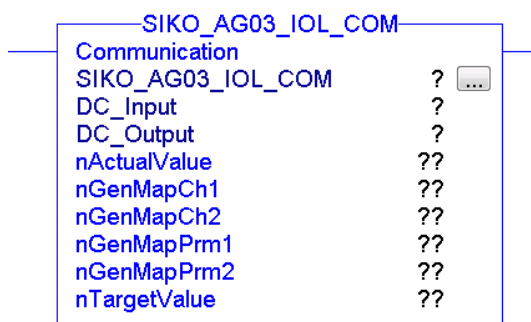 SIKO_AG03_IOL_COM
Communication
SIKO_AG03_IOL_COM ? ...
DC_Input ?
DC_Output ?
nActualValue ??
nGenMapCh1 ??
nGenMapCh2 ??
nGenMapPrm1 ??
nGenMapPrm2 ??
nTargetValue ??